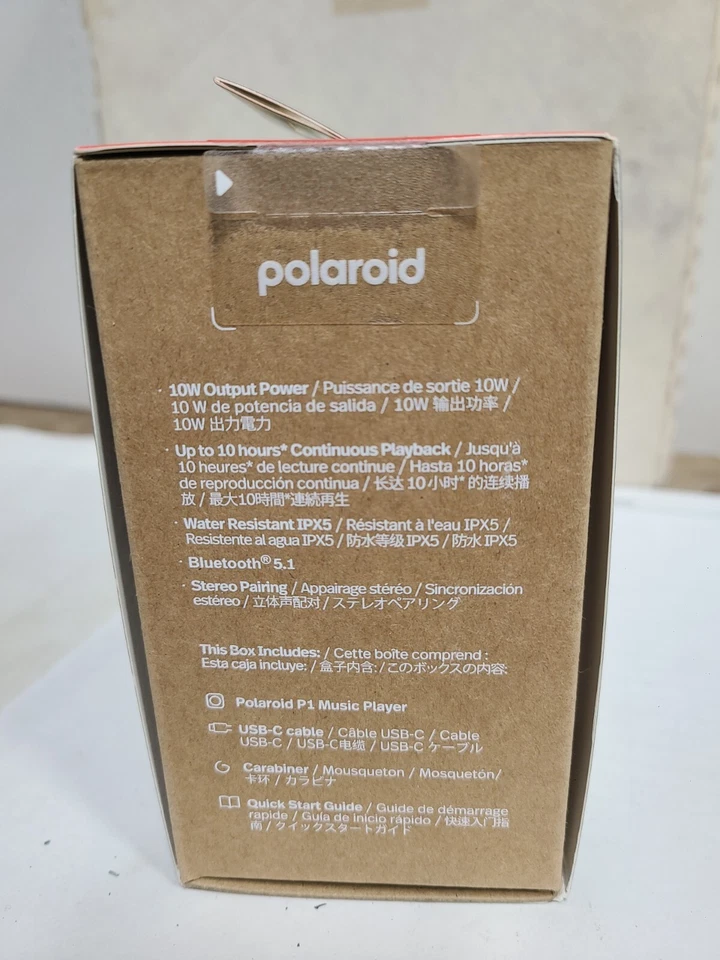 polaroid
· 10W Output Power / Puissance de sortie 10W /
10 W de potencia de salida / 10W 输出功率 /
10W 出力電力
· Up to 10 hours* Continuous Playback / Jusqu'à
10 heures* de lecture continue / Hasta 10 horas*
de reproducción continua / 长达 10 小时* 的连续播
放 / 最大10時間*連続再生
· Water Resistant IPX5 / Résistant à l'eau IPX5 /
Resistente al agua IPX5 / 防水等级 IPX5 / 防水 IPX5
· Bluetooth® 5.1
· Stereo Pairing / Appairage stéréo / Sincronización
estéreo / 立体声配对 / ステレオペアリング
This Box Includes: / Cette boîte comprend :
Esta caja incluye: / 盒子内含: / このボックスの内容:
Polaroid P1 Music Player
USB-C cable / Câble USB-C / Cable
USB-C / USB-C电缆 / USB-C ケーブル
Carabiner / Mousqueton / Mosquetón/
卡环 / カラビナ
Quick Start Guide / Guide de démarrage
rapide / Guía de inicio rápido / 快速入门指
南 / クイックスタートガイド